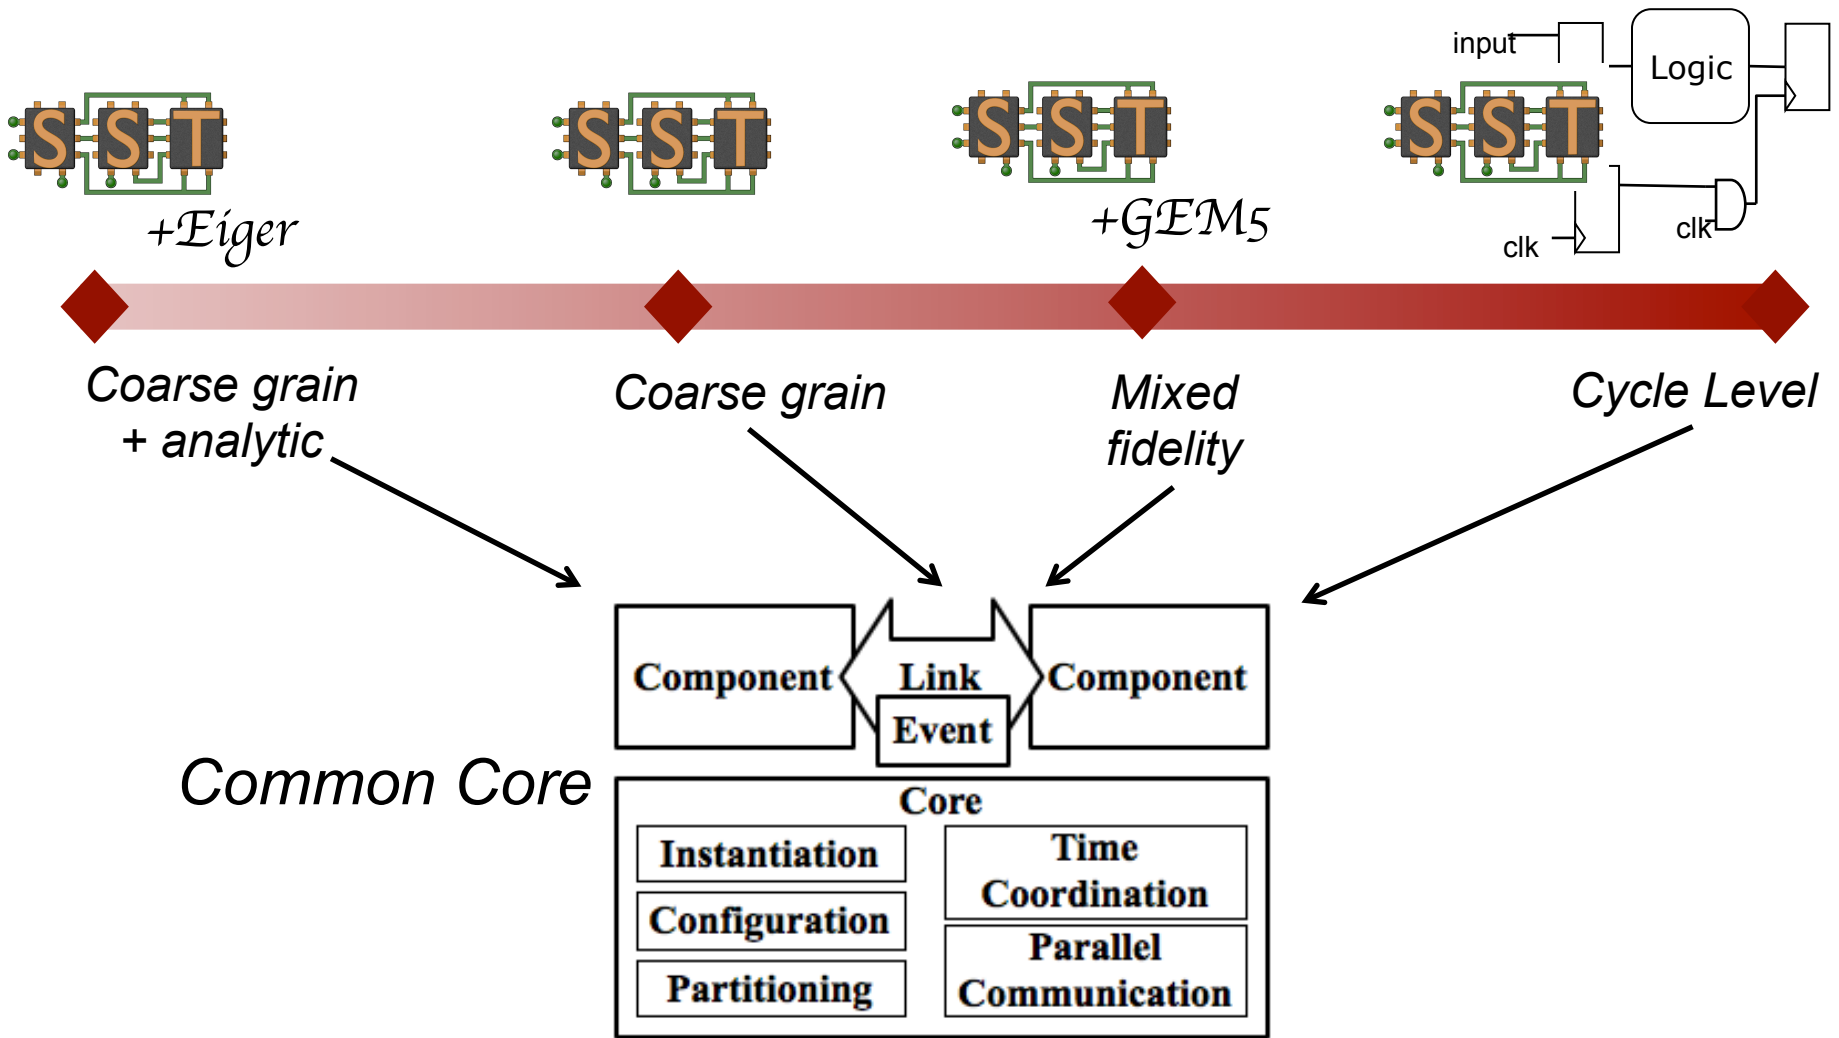 input
Logic
SST
SST
SST
SST
+Eiger
+GEM5
clk
clk
Coarse grain
+ analytic
Coarse grain
Mixed
fidelity
Cycle Level
Component
Link
Component
Event
Common Core
Core
Instantiation
Time
Coordination
Configuration
Parallel
Communication
Partitioning